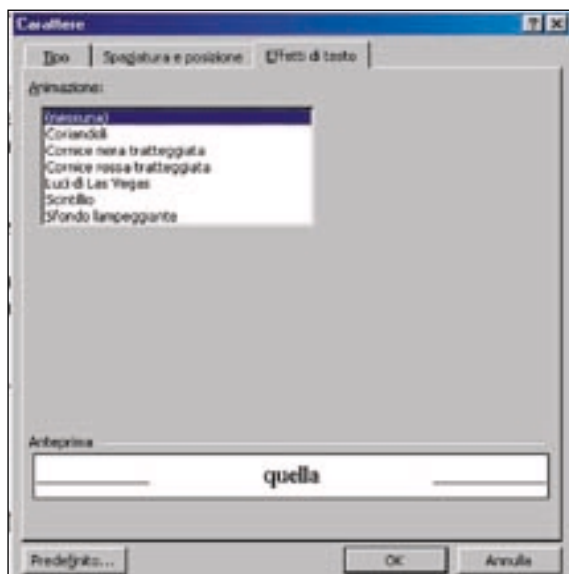 Carattere
Tipo Spaziatura e posizione Effetti di testo
Animazione:
(nessuna)
Coriandoli
Cornice nera tratteggiata
Cornice rossa tratteggiata
Luci di Las Vegas
Scintillio
Sfondo lampeggiante
Anteprima
quella
Predefinito... OK Annulla